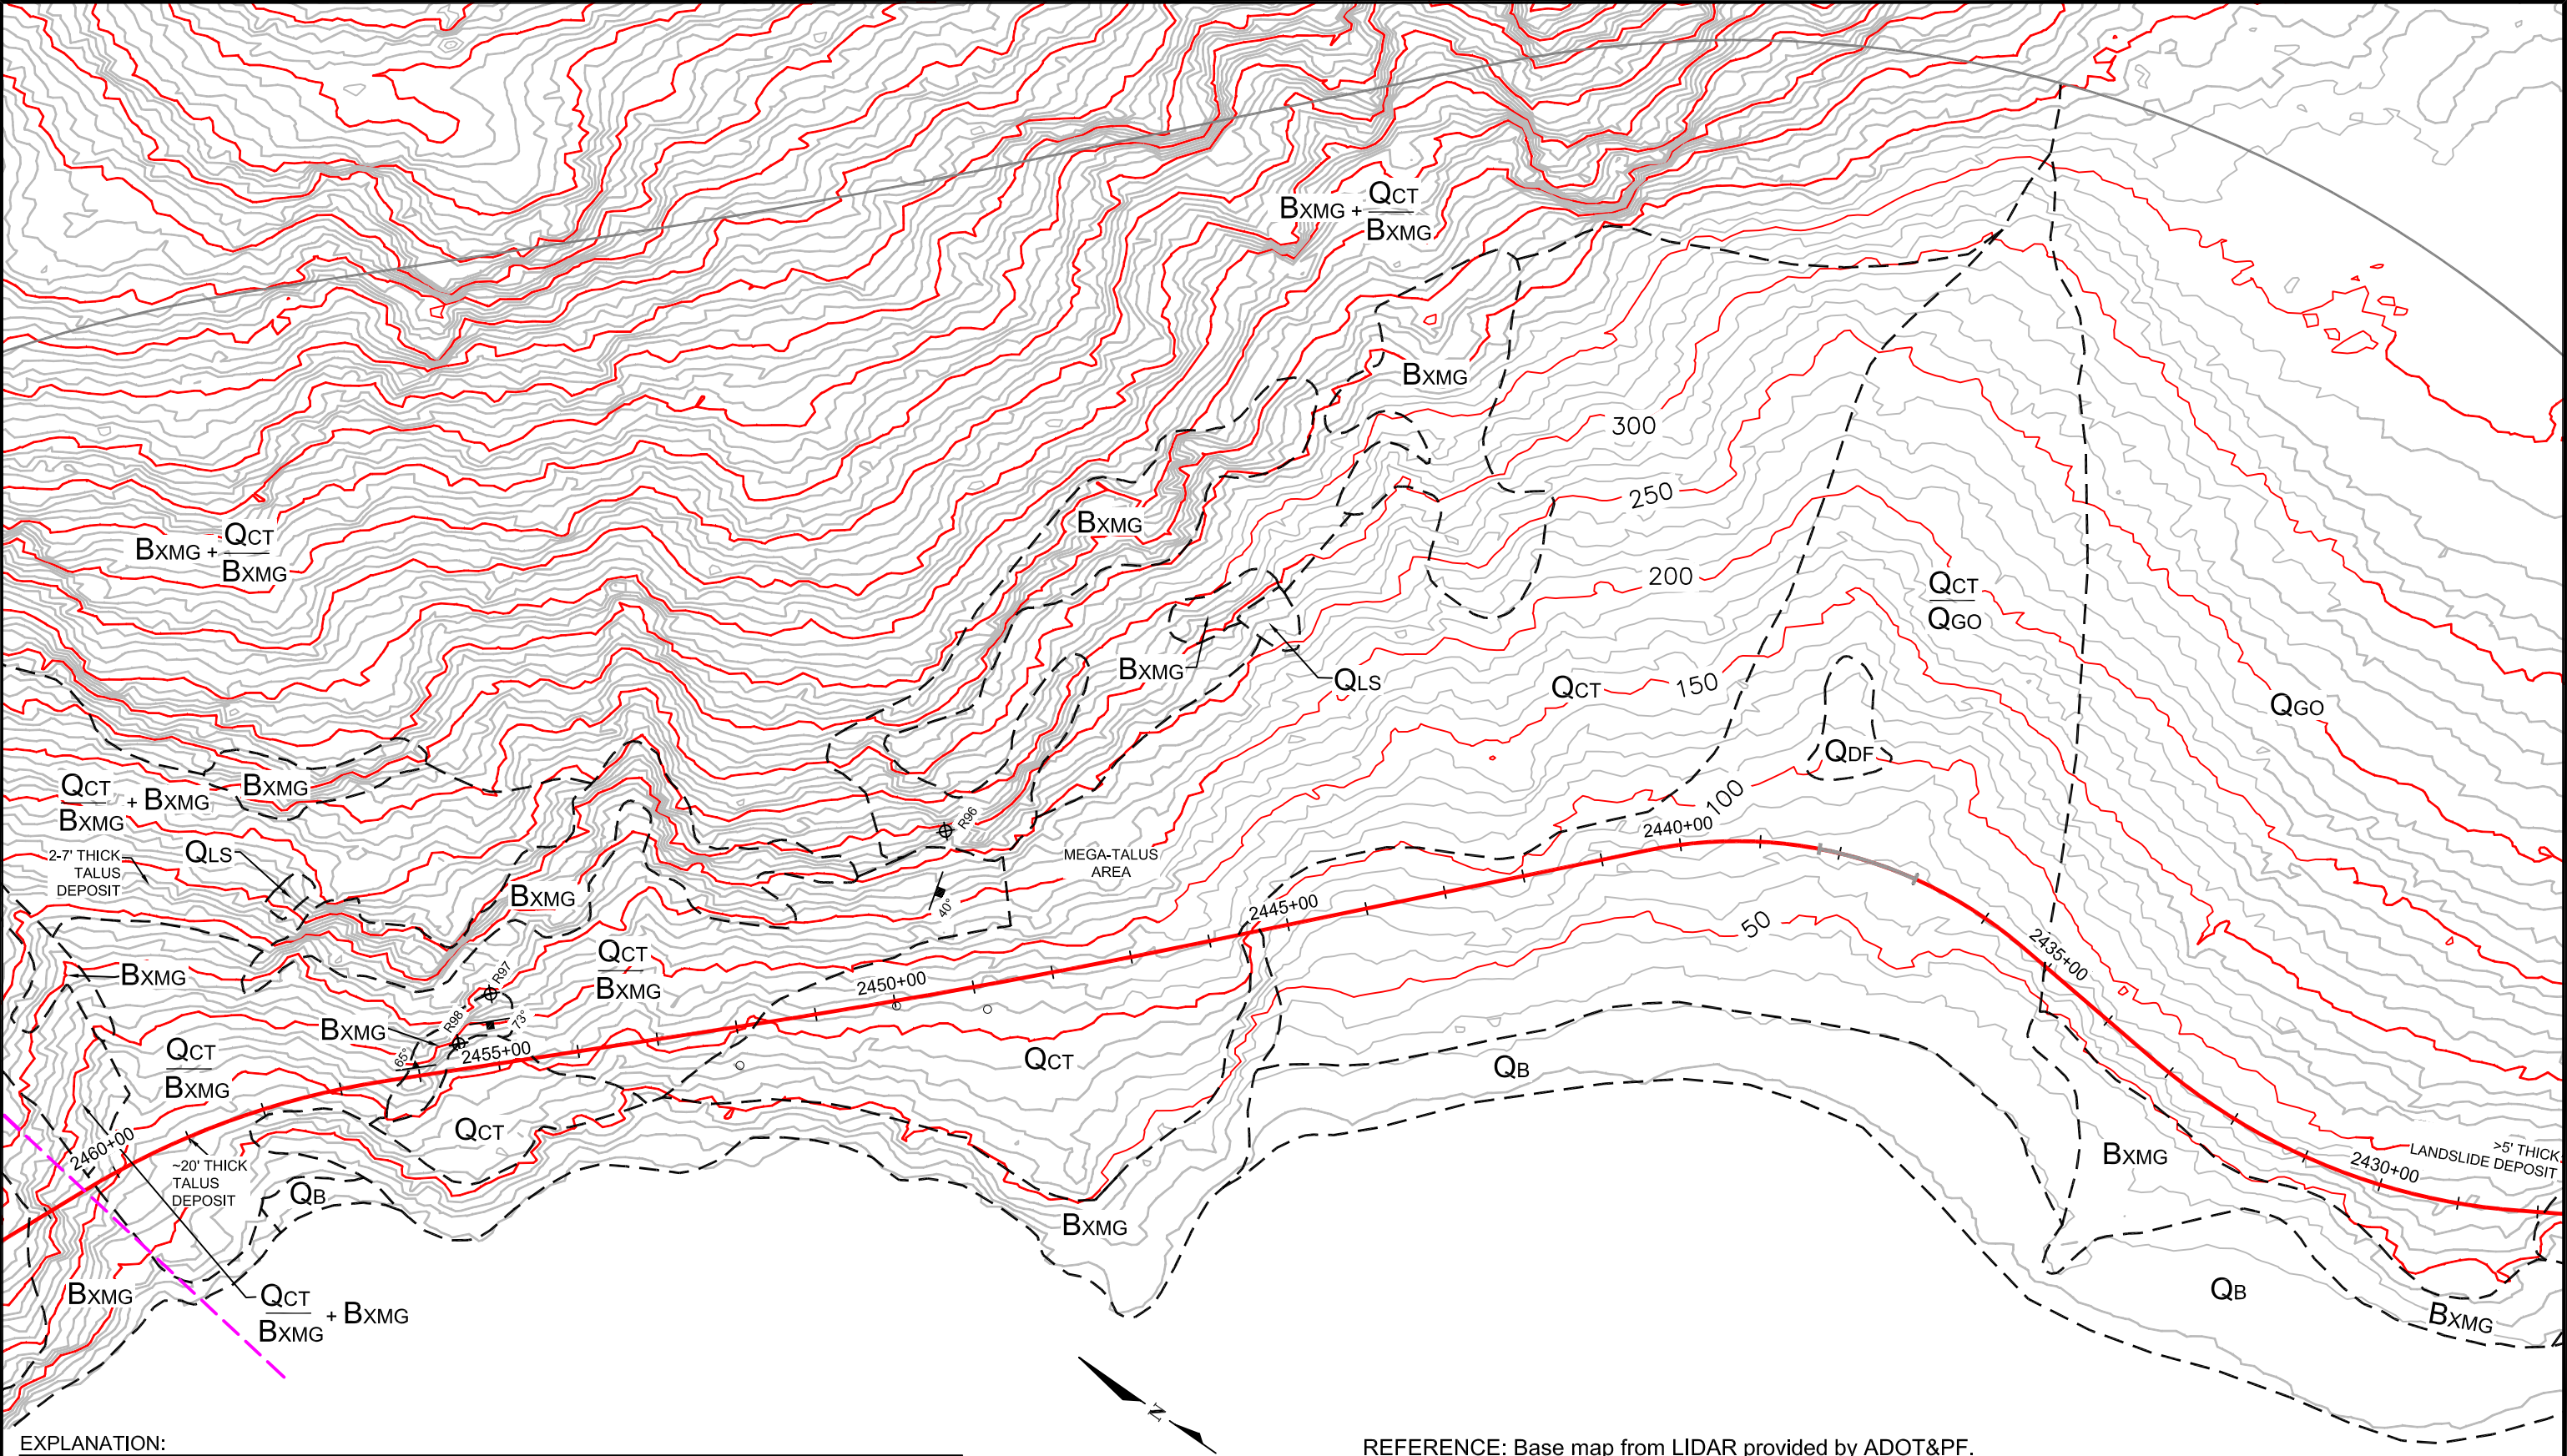 BXMG + QCT
BXMG
BXMG
300
250
BXMG
BXMG + QCT
BXMG
200
QCT
QGO
BXMG
QLS
QCT
150
QGO
QDF
BXMG
QCT + BXMG
BXMG
100
2440+00
R96
QLS
2-7' THICK
TALUS
DEPOSIT
MEGA-TALUS
AREA
BXMG
40°
2445+00
50
2435+00
QCT
BXMG
BXMG
R97
2450+00
BXMG
R98
73°
65°
2455+00
QCT
BXMG
QCT
QB
QCT
2460+00
~20' THICK
TALUS
DEPOSIT
BXMG
>5' THICK
LANDSLIDE DEPOSIT
2430+00
QB
BXMG
BXMG
QCT + BXMG
BXMG
QB
BXMG
N
EXPLANATION:
REFERENCE: Base map from LIDAR provided by ADOT&PF.